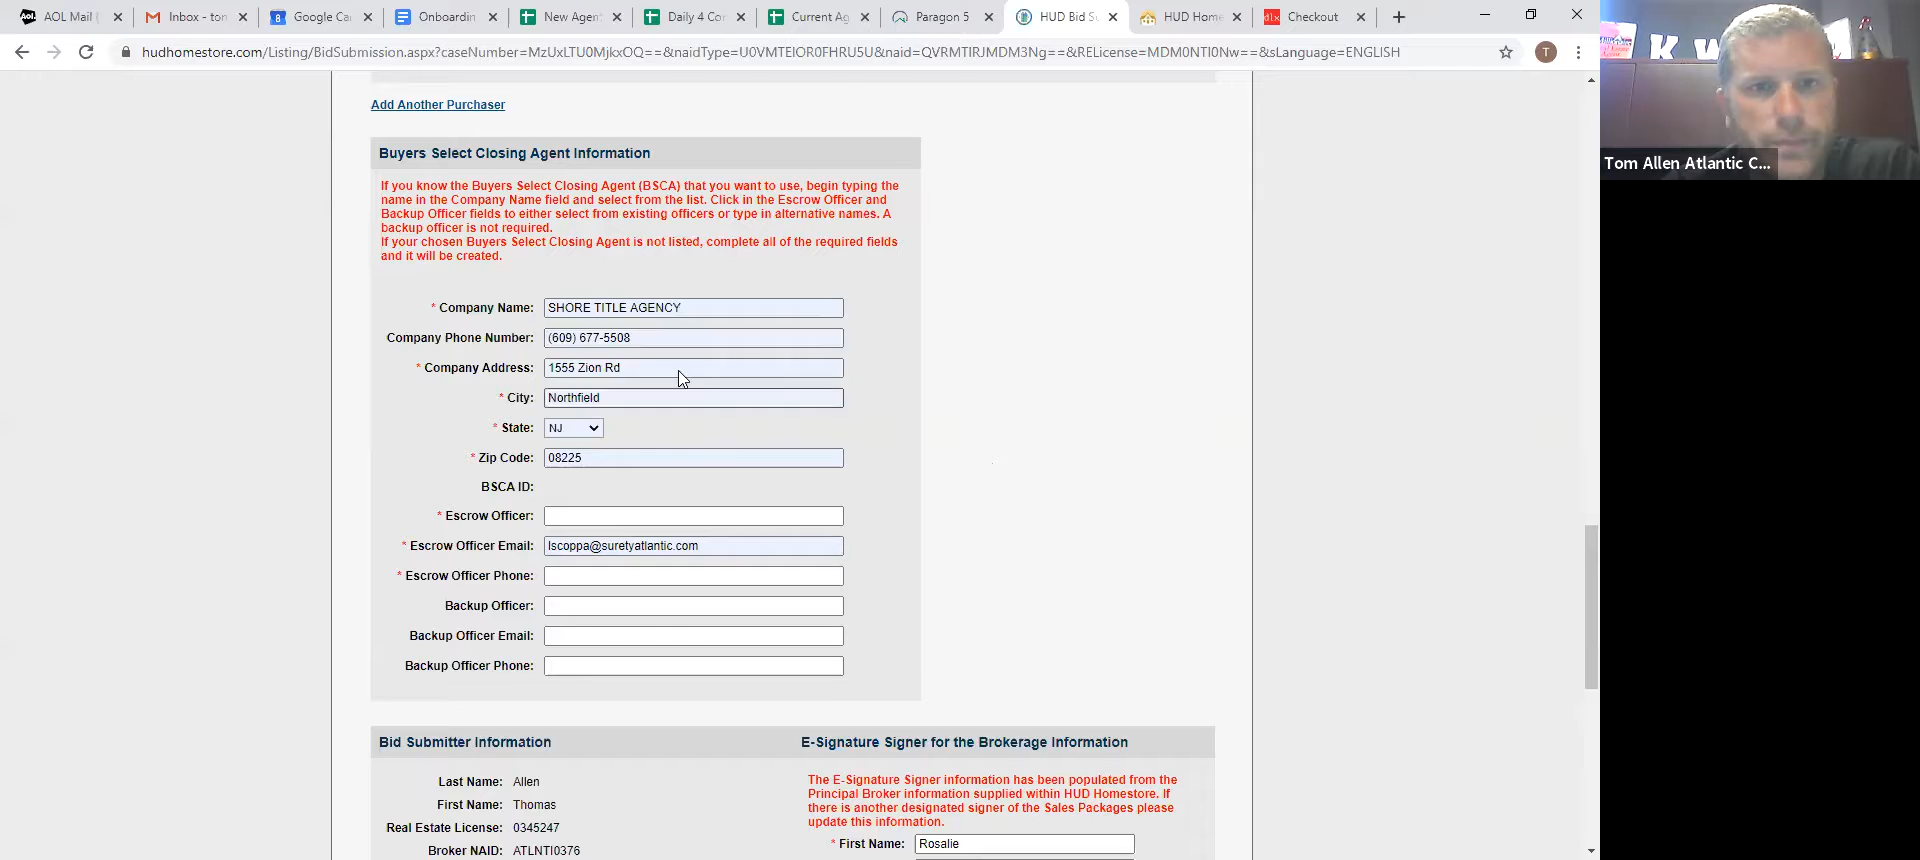 AOL Mail (
Inbox - ton
Google Ca
Onboardin
New Agen
Daily 4 Co
Current Ag
Paragon 5
HUD Bid S
HUD Home
dlx Checkout
hudhomestore.com/Listing/BidSubmission.aspx?caseNumber=MzUxLTU0MjkxOQ==&naidType=U0VMTElOR0FHRU5U&naid=QVRMTlRJMDM3Ng==&RELicense=MDM0NTI0Nw==&sLanguage=ENGLISH
T
K w
Tom Allen Atlantic C...
Add Another Purchaser
Buyers Select Closing Agent Information
If you know the Buyers Select Closing Agent (BSCA) that you want to use, begin typing the
name in the Company Name field and select from the list. Click in the Escrow Officer and
Backup Officer fields to either select from existing officers or type in alternative names. A
backup officer is not required.
If your chosen Buyers Select Closing Agent is not listed, complete all of the required fields
and it will be created.
* Company Name: SHORE TITLE AGENCY
Company Phone Number: (609) 677-5508
* Company Address: 1555 Zion Rd
* City: Northfield
* State: NJ
* Zip Code: 08225
BSCA ID:
* Escrow Officer:
* Escrow Officer Email: lscoppa@suretyatlantic.com
* Escrow Officer Phone:
Backup Officer:
Backup Officer Email:
Backup Officer Phone:
Bid Submitter Information
Last Name: Allen
First Name: Thomas
Real Estate License: 0345247
Broker NAID: ATLNTI0376
E-Signature Signer for the Brokerage Information
The E-Signature Signer information has been populated from the
Principal Broker information supplied within HUD Homestore. If
there is another designated signer of the Sales Packages please
update this information.
* First Name: Rosalie